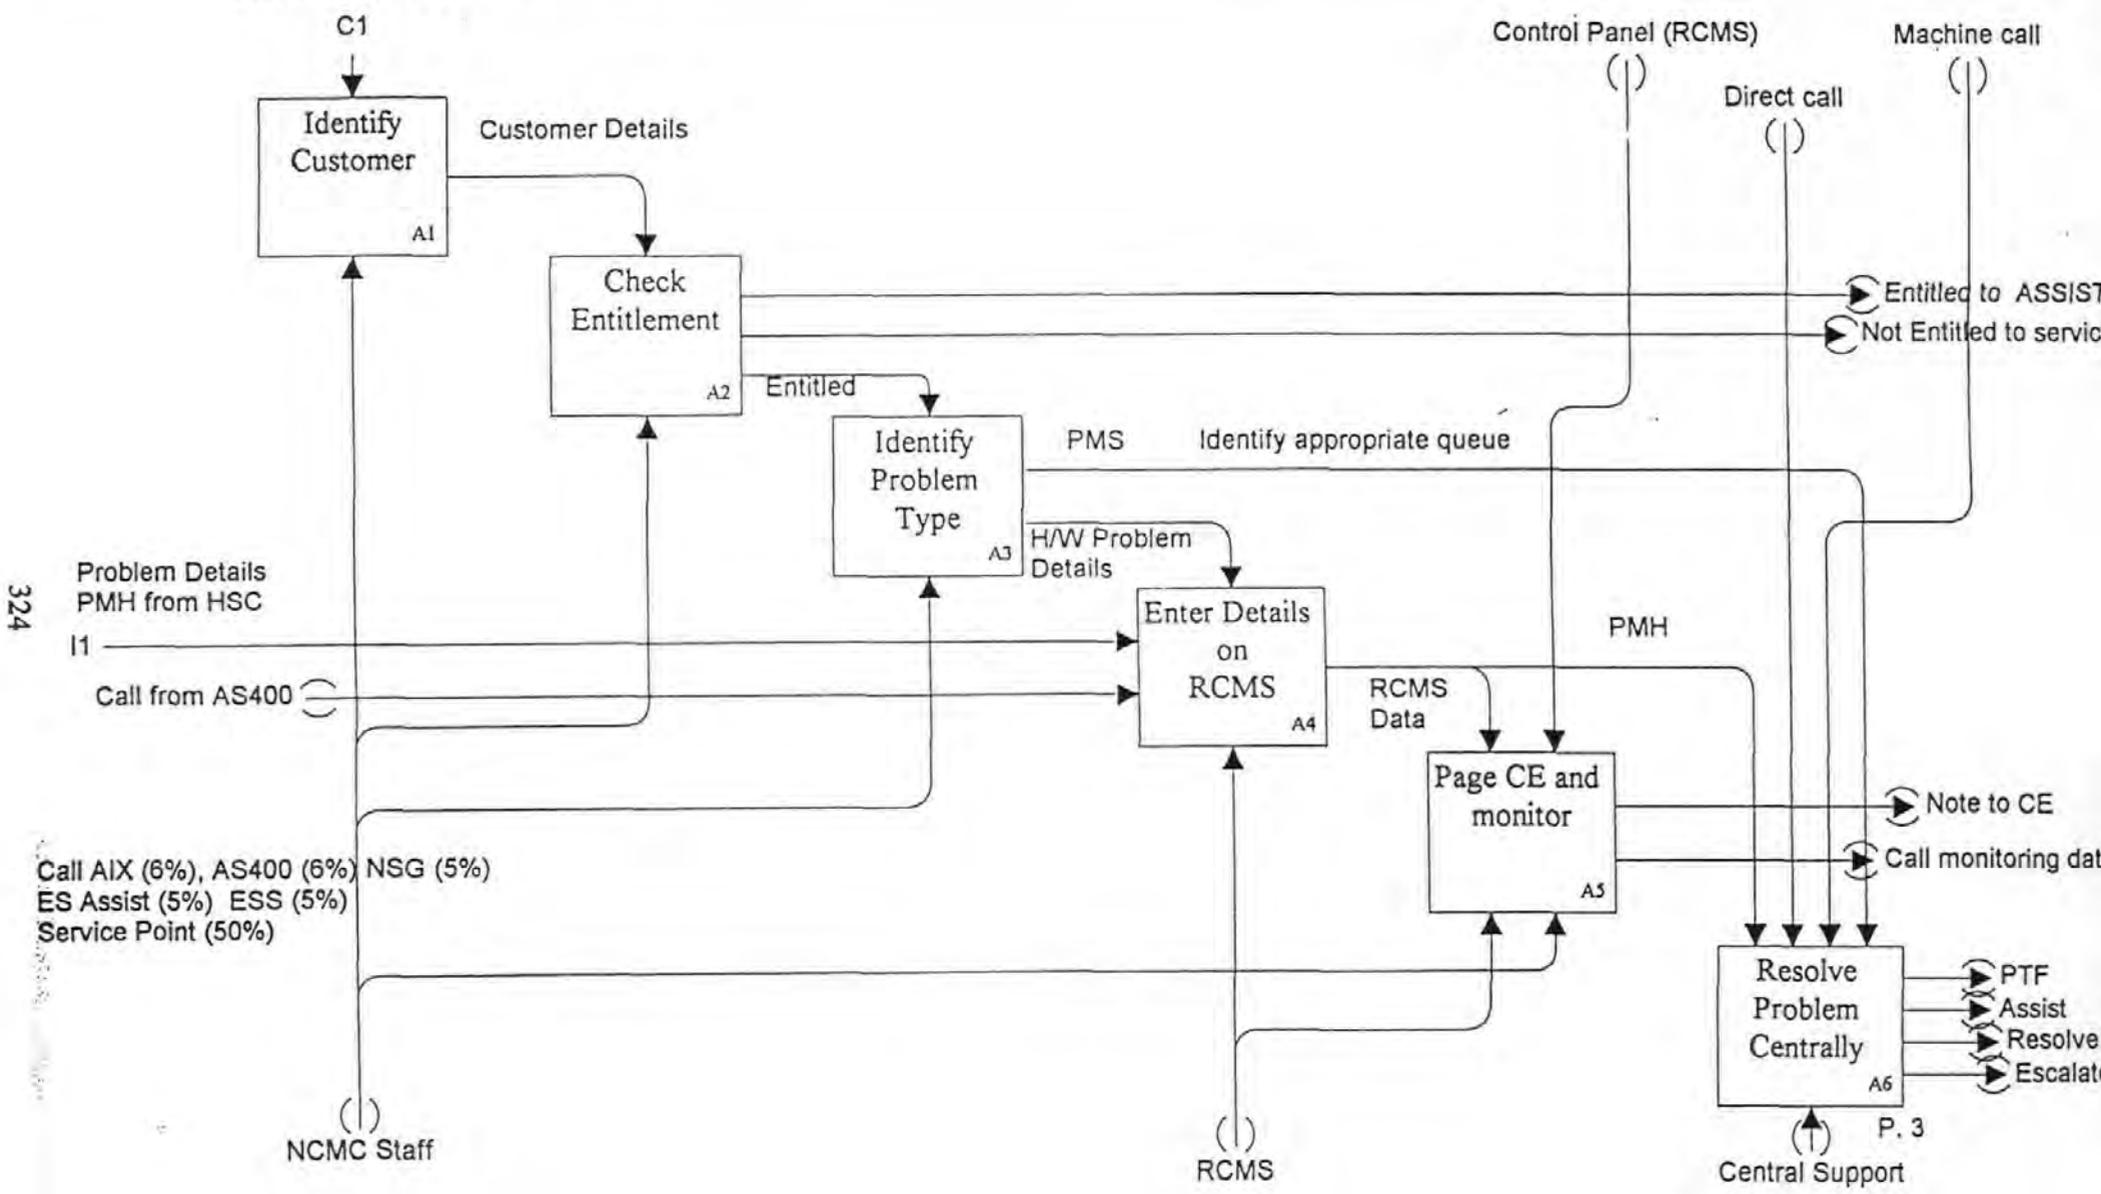 C1
Control Panel (RCMS)
Machine call
Direct call
Identify
Customer
A1
Customer Details
Check
Entitlement
A2
Entitled to ASSIST
Not Entitled to servic
Entitled
Identify
Problem
Type
A3
PMS
Identify appropriate queue
H/W Problem
Details
Problem Details
PMH from HSC
I1
Call from AS400
324
Enter Details
on
RCMS
A4
RCMS
Data
PMH
Page CE and
monitor
A5
Note to CE
Call monitoring dat
Call AIX (6%), AS400 (6%) NSG (5%)
ES Assist (5%) ESS (5%)
Service Point (50%)
Resolve
Problem
Centrally
A6
PTF
Assist
Resolve
Escalate
P. 3
NCMC Staff
RCMS
Central Support